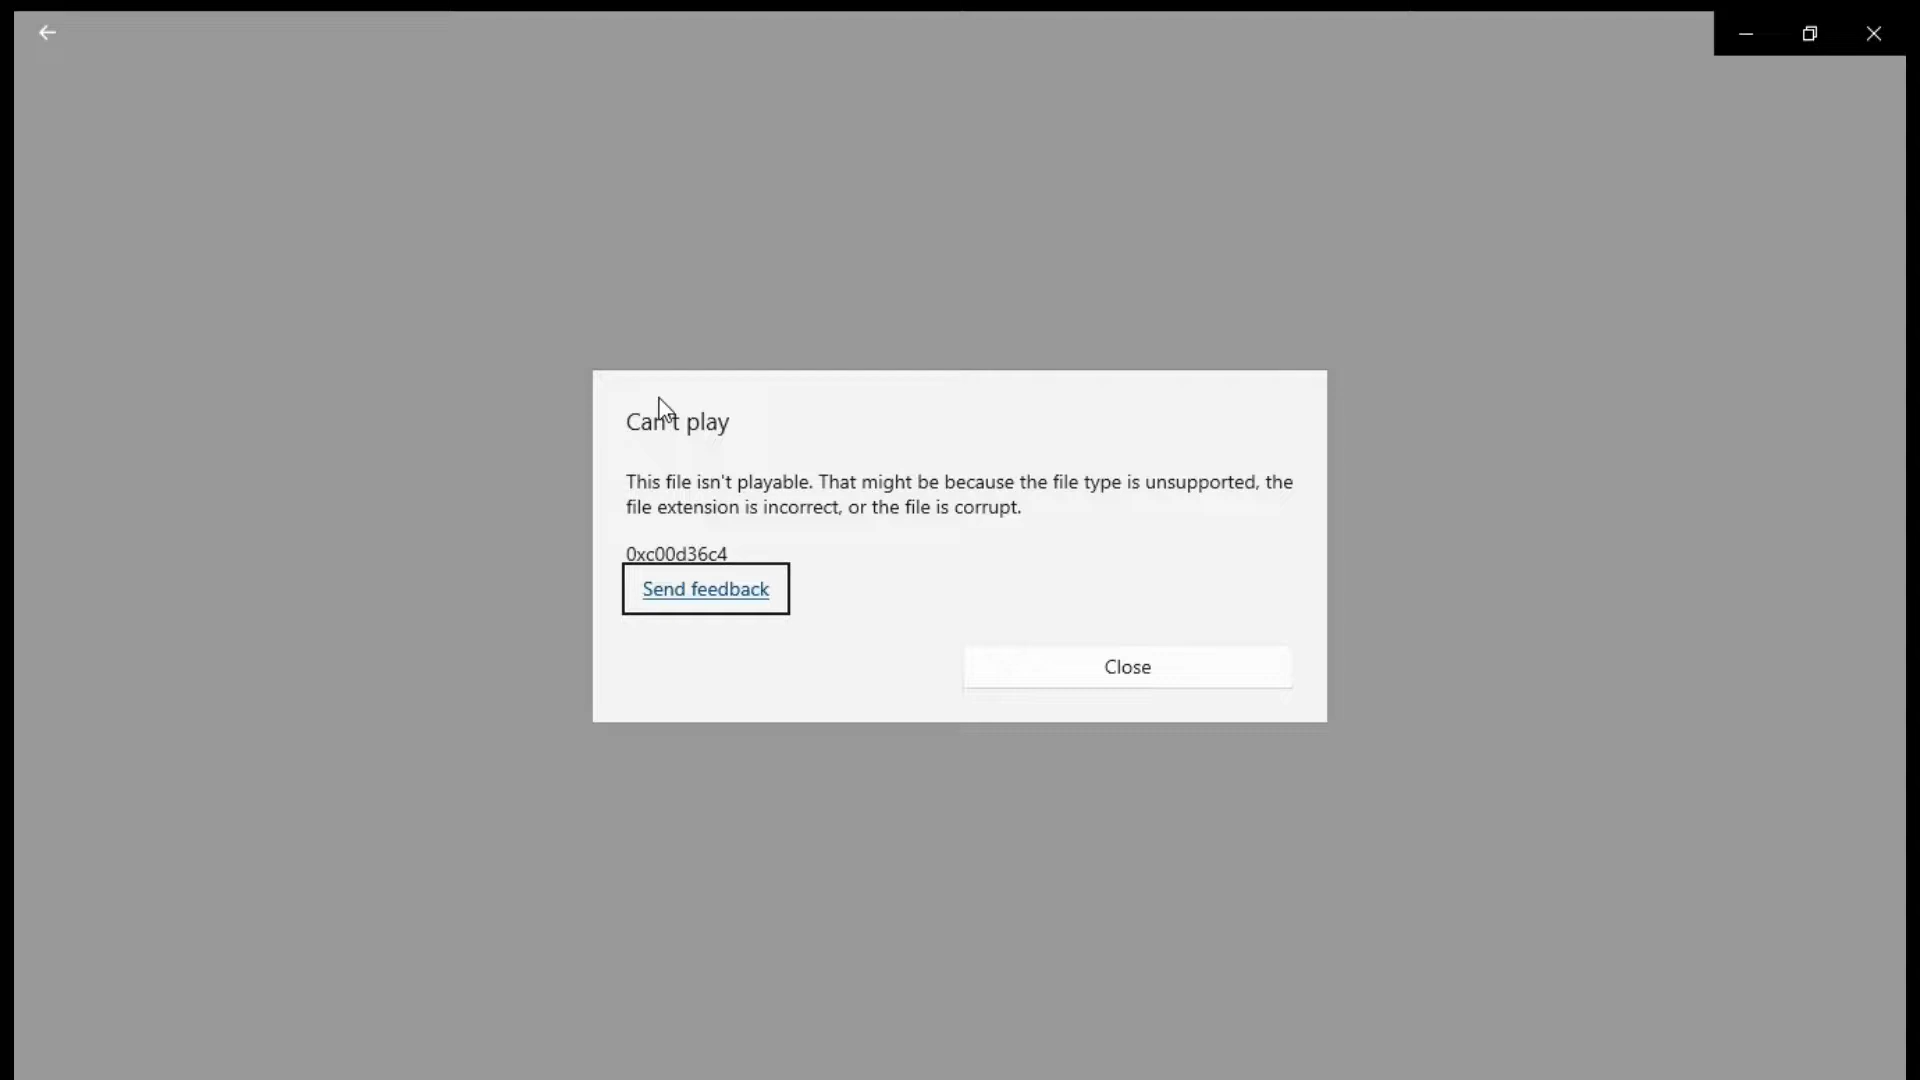 Can't play
This file isn't playable. That might be because the file type is unsupported, the
file extension is incorrect, or the file is corrupt.
0xc00d36c4
Send feedback
Close